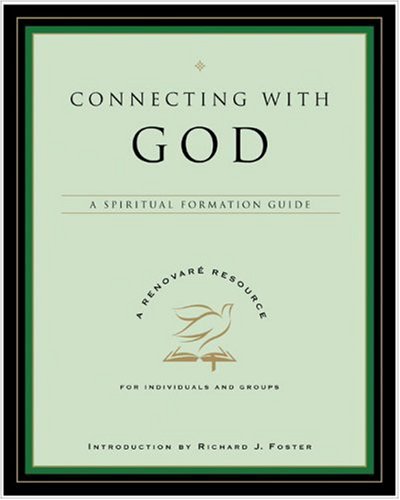 CONNECTING WITH
GOD
A SPIRITUAL FORMATION GUIDE
A RENOVARÉ RESOURCE
FOR INDIVIDUALS AND GROUPS
INTRODUCTION BY RICHARD J. FOSTER